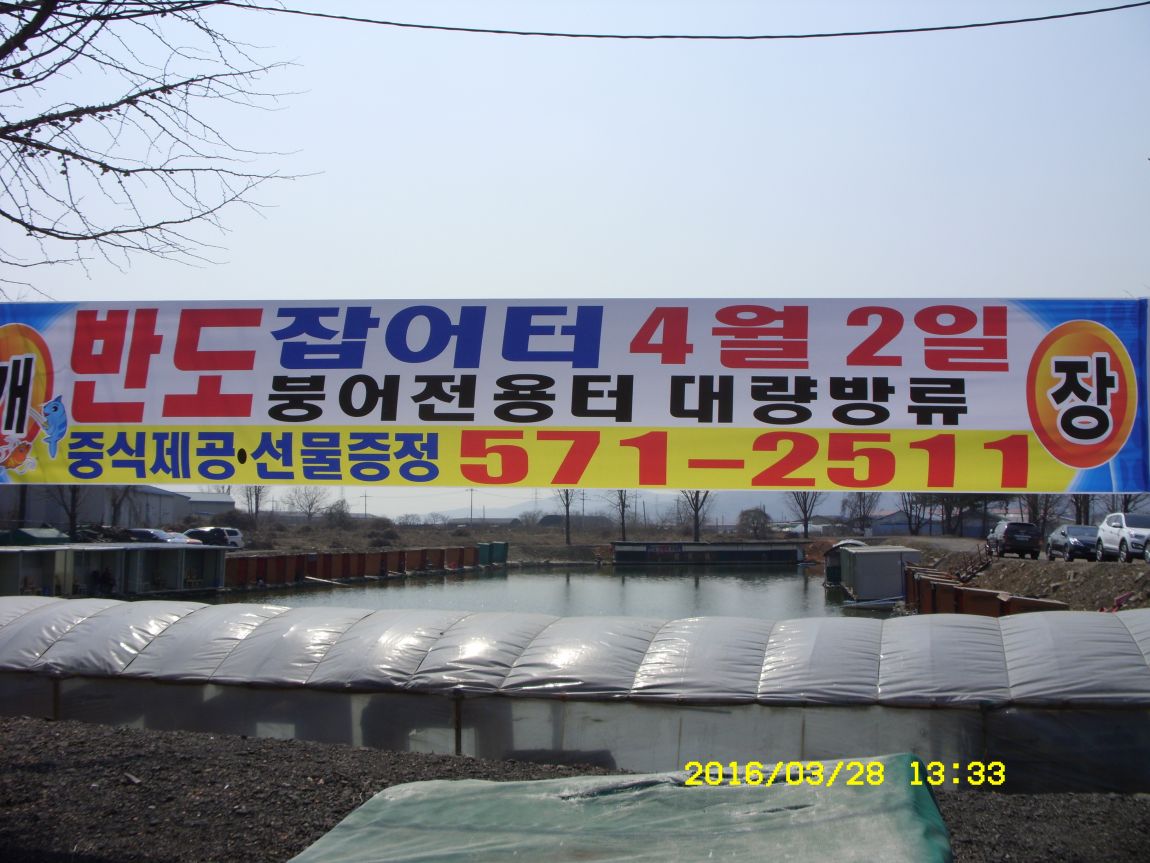 개
반도잡어터 4월 2일
붕어전용터 대량방류
중식제공·선물증정 571-2511
장
2016/03/28 13:33